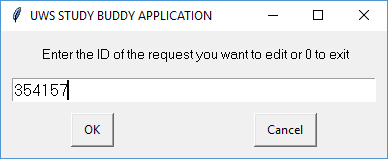 UWS STUDY BUDDY APPLICATION
Enter the ID of the request you want to edit or 0 to exit
354157
OK Cancel